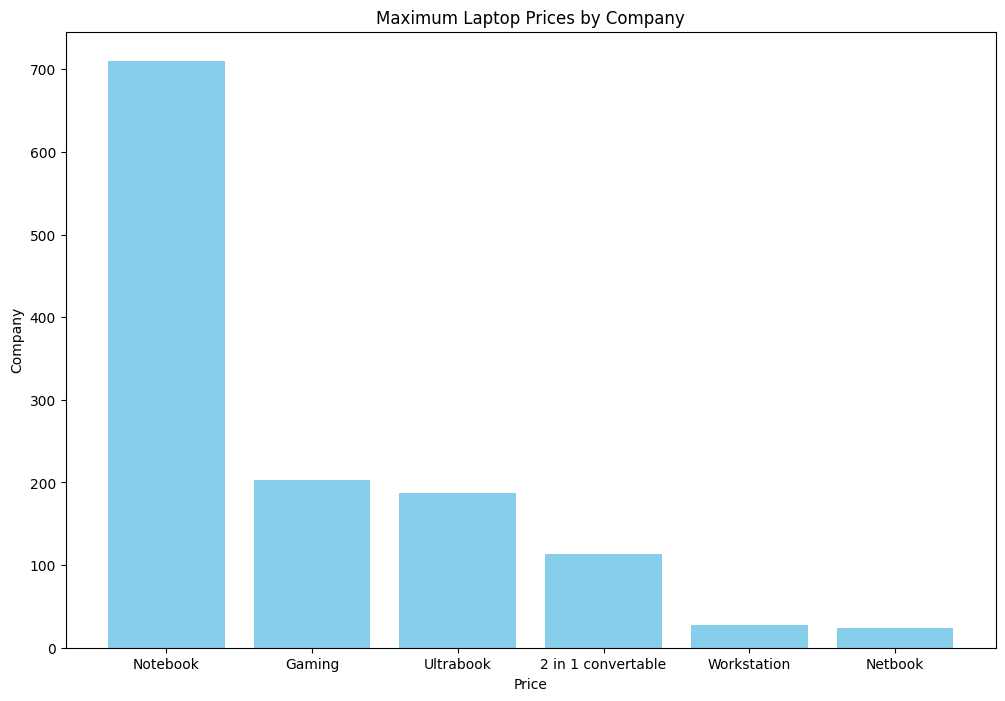 Maximum Laptop Prices by Company
700
600
500
400
300
200
100
0
Company
Notebook
Gaming
Ultrabook
2 in 1 convertable
Workstation
Netbook
Price